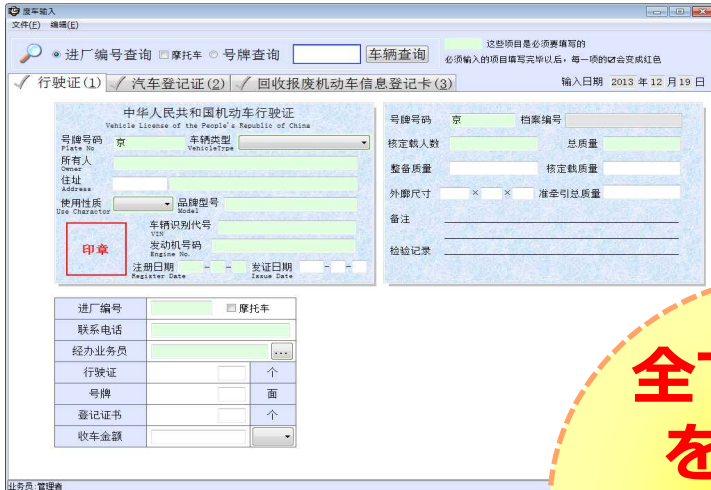 废车输入
文件(F) 编辑(E)
进厂编号查询 摩托车 号牌查询 车辆查询
这些项目是必须要填写的
必须输入的项目填写完毕以后，每一项的☑会变成红色
行驶证(1) 汽车登记证(2) 回收报废机动车信息登记卡(3) 输入日期 2013 年 12 月 19 日
中华人民共和国机动车行驶证
Vehicle License of the People's Republic of China
号牌号码 京 车辆类型
Plate No VehicleType
所有人
Owner
住址
Address
使用性质 品牌型号
Use Charactor Model
车辆识别代号
VIN
印章 发动机号码
Engine No.
注册日期 - - 发证日期 - -
Register Date Issue Date
号牌号码 京 档案编号
核定载人数 总质量
整备质量 核定载质量
外廓尺寸 × × 准牵引总质量
备注
检验记录
进厂编号 摩托车
联系电话
经办业务员 ...
行驶证 个
号牌 面
登记证书 个
收车金额
业务员:管理者
全
を